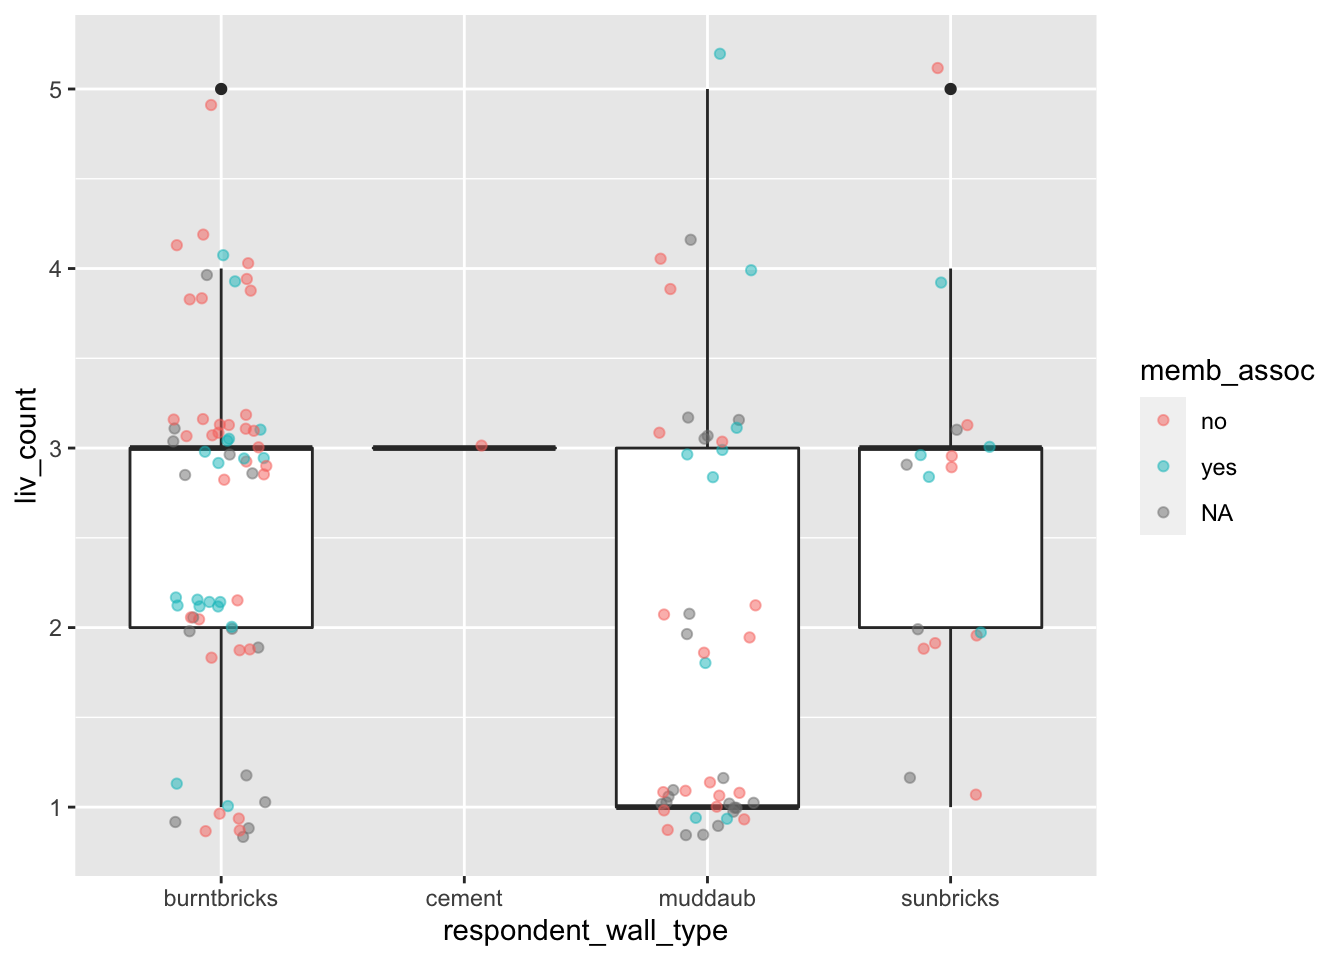 liv_count
5
4
3
2
1
burntbricks cement muddaub sunbricks
respondent_wall_type
memb_assoc
no
yes
NA